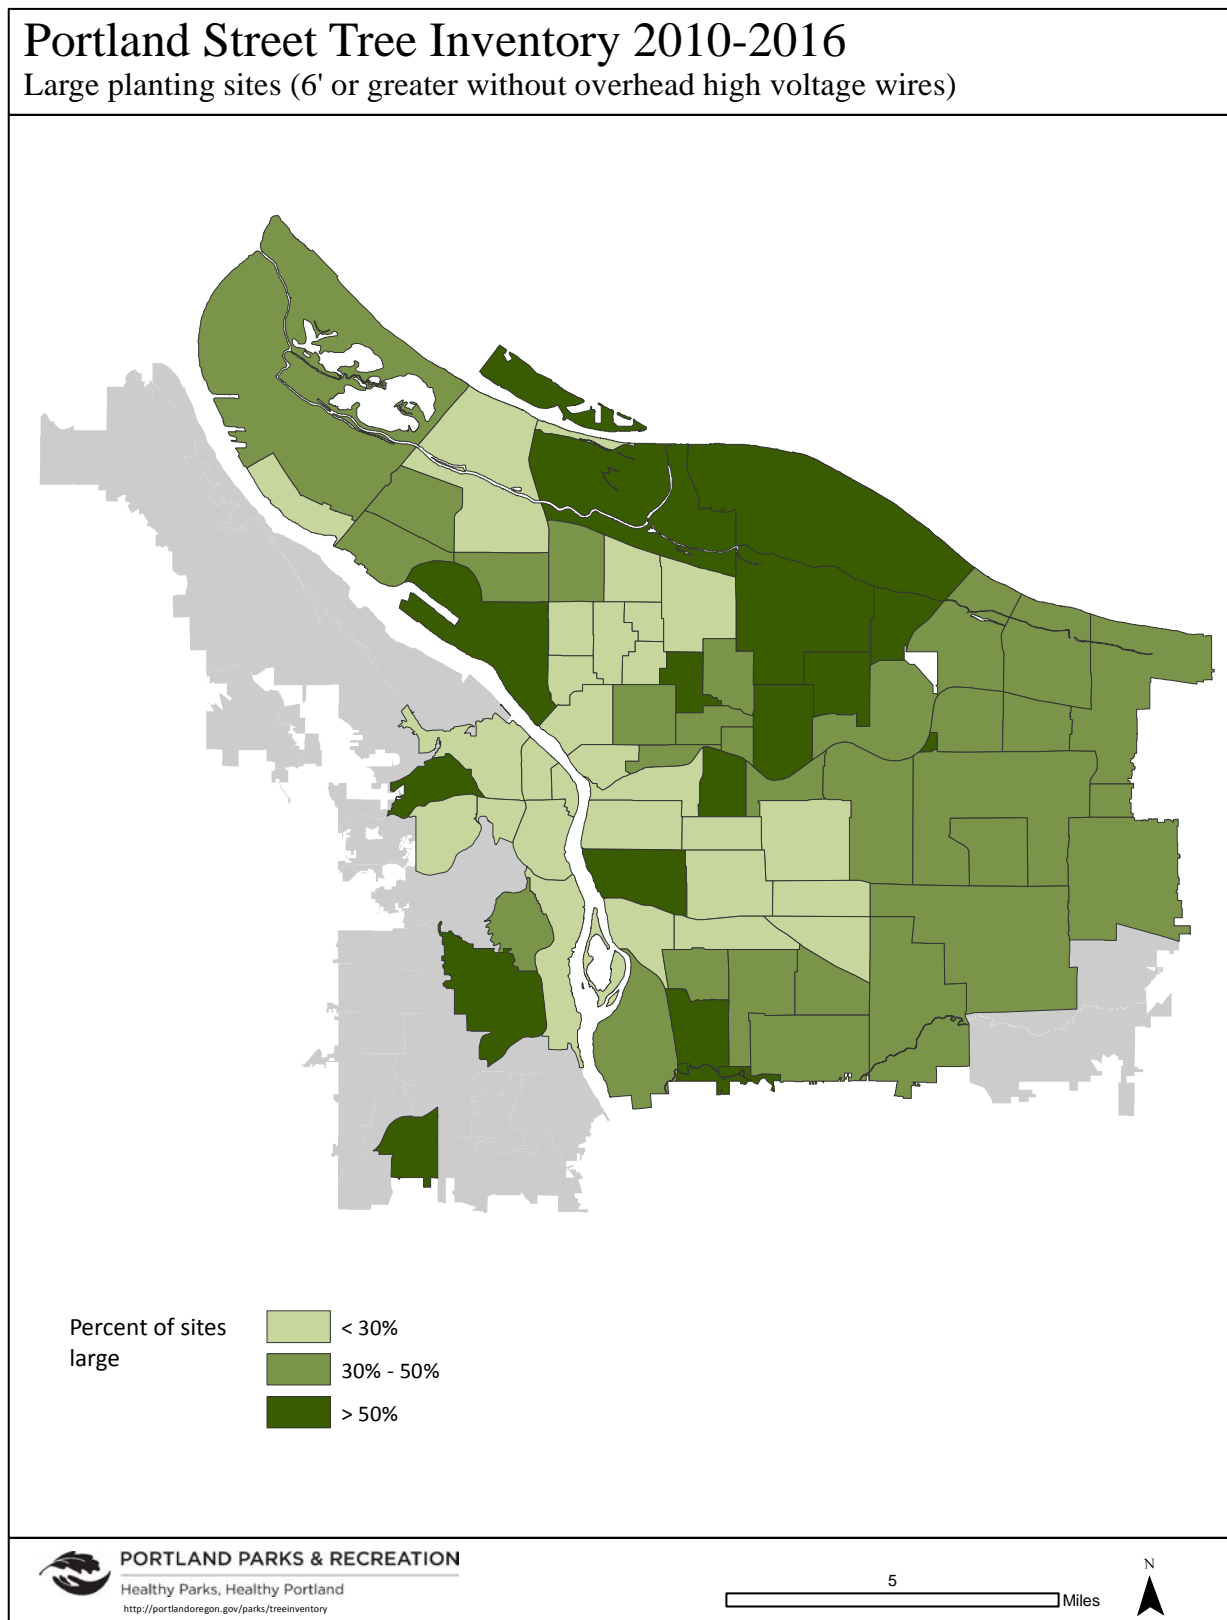 Portland Street Tree Inventory 2010-2016
Large planting sites (6' or greater without overhead high voltage wires)
Percent of sites
large
< 30%
30% - 50%
> 50%
PORTLAND PARKS & RECREATION
Healthy Parks, Healthy Portland
http://portlandoregon.gov/parks/treeinventory
5
Miles
N